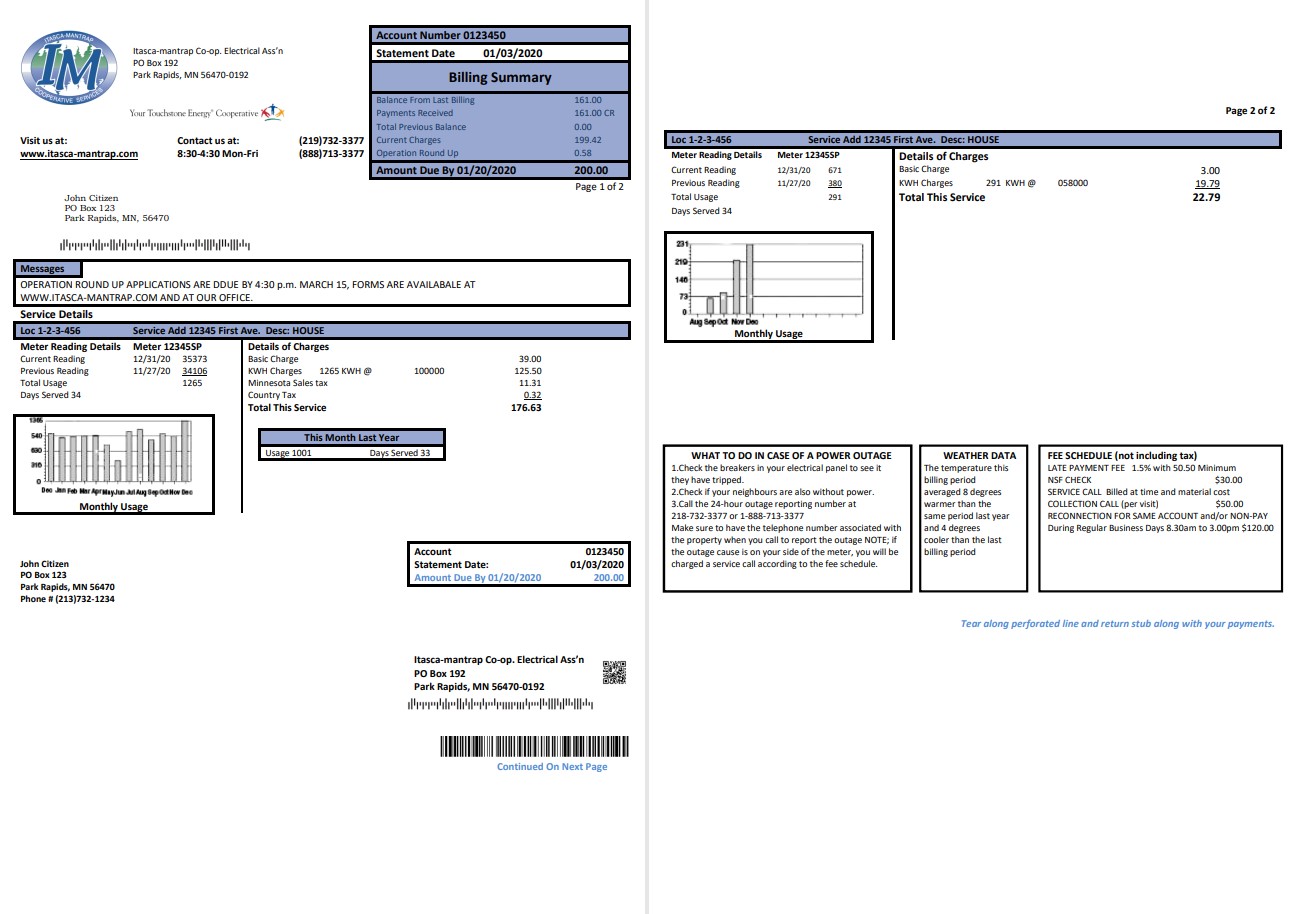 ITASCA-MANTRAP
IM
COOPERATIVE SERVICES
Itasca-mantrap Co-op. Electrical Ass'n
PO Box 192
Park Rapids, MN 56470-0192
Your Touchstone Energy® Cooperative
Visit us at: Contact us at: (219)732-3377
www.itasca-mantrap.com 8:30-4:30 Mon-Fri (888)713-3377
Account Number 0123450
Statement Date 01/03/2020
Billing Summary
Balance From Last Billing 161.00
Payments Received 161.00 CR
Total Previous Balance 0.00
Current Charges 199.42
Operation Round Up 0.58
Amount Due By 01/20/2020 200.00
Page 1 of 2
John Citizen
PO Box 123
Park Rapids, MN, 56470
Messages
OPERATION ROUND UP APPLICATIONS ARE DDUE BY 4:30 p.m. MARCH 15, FORMS ARE AVAILABALE AT
WWW.ITASCA-MANTRAP.COM AND AT OUR OFFICE.
Service Details
Loc 1-2-3-456 Service Add 12345 First Ave. Desc: HOUSE
Meter Reading Details Meter 12345SP
Current Reading 12/31/20 35373
Previous Reading 11/27/20 34106
Total Usage 1265
Days Served 34
Details of Charges
Basic Charge 39.00
KWH Charges 1265 KWH @ 100000 125.50
Minnesota Sales tax 11.31
Country Tax 0.32
Total This Service 176.63
This Month Last Year
Usage 1001 Days Served 33
1365
540
690
315
0
Dec Jan Feb Mar Apr May Jun Jul Aug Sep Oct Nov Dec
Monthly Usage
John Citizen
PO Box 123
Park Rapids, MN 56470
Phone # (213)732-1234
Account 0123450
Statement Date: 01/03/2020
Amount Due By 01/20/2020 200.00
Itasca-mantrap Co-op. Electrical Ass'n
PO Box 192
Park Rapids, MN 56470-0192
Continued On Next Page
Page 2 of 2
Loc 1-2-3-456 Service Add 12345 First Ave. Desc: HOUSE
Meter Reading Details Meter 12345SP
Current Reading 12/31/20 671
Previous Reading 11/27/20 380
Total Usage 291
Days Served 34
Details of Charges
Basic Charge 3.00
KWH Charges 291 KWH @ 058000 19.79
Total This Service 22.79
231
219
146
73
0
Aug Sep Oct Nov Dec
Monthly Usage
WHAT TO DO IN CASE OF A POWER OUTAGE
1.Check the breakers in your electrical panel to see it
they have tripped.
2.Check if your neighbours are also without power.
3.Call the 24-hour outage reporting number at
218-732-3377 or 1-888-713-3377
Make sure to have the telephone number associated with
the property when you call to report the outage NOTE; if
the outage cause is on your side of the meter, you will be
charged a service call according to the fee schedule.
WEATHER DATA
The temperature this
billing period
averaged 8 degrees
warmer than the
same period last year
and 4 degrees
cooler than the last
billing period
FEE SCHEDULE (not including tax)
LATE PAYMENT FEE 1.5% with 50.50 Minimum
NSF CHECK $30.00
SERVICE CALL Billed at time and material cost
COLLECTION CALL (per visit) $50.00
RECONNECTION FOR SAME ACCOUNT and/or NON-PAY
During Regular Business Days 8.30am to 3.00pm $120.00
Tear along perforated line and return stub along with your payments.